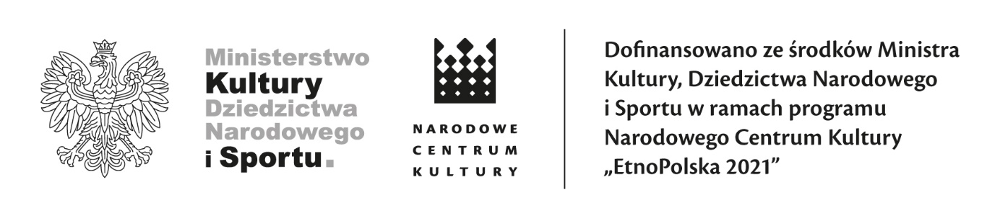 Ministerstwo
Kultury
Dziedzictwa
Narodowego
i Sportu.
NARODOWE
CENTRUM
KULTURY
Dofinansowano ze środków Ministra
Kultury, Dziedzictwa Narodowego
i Sportu w ramach programu
Narodowego Centrum Kultury
„EtnoPolska 2021”